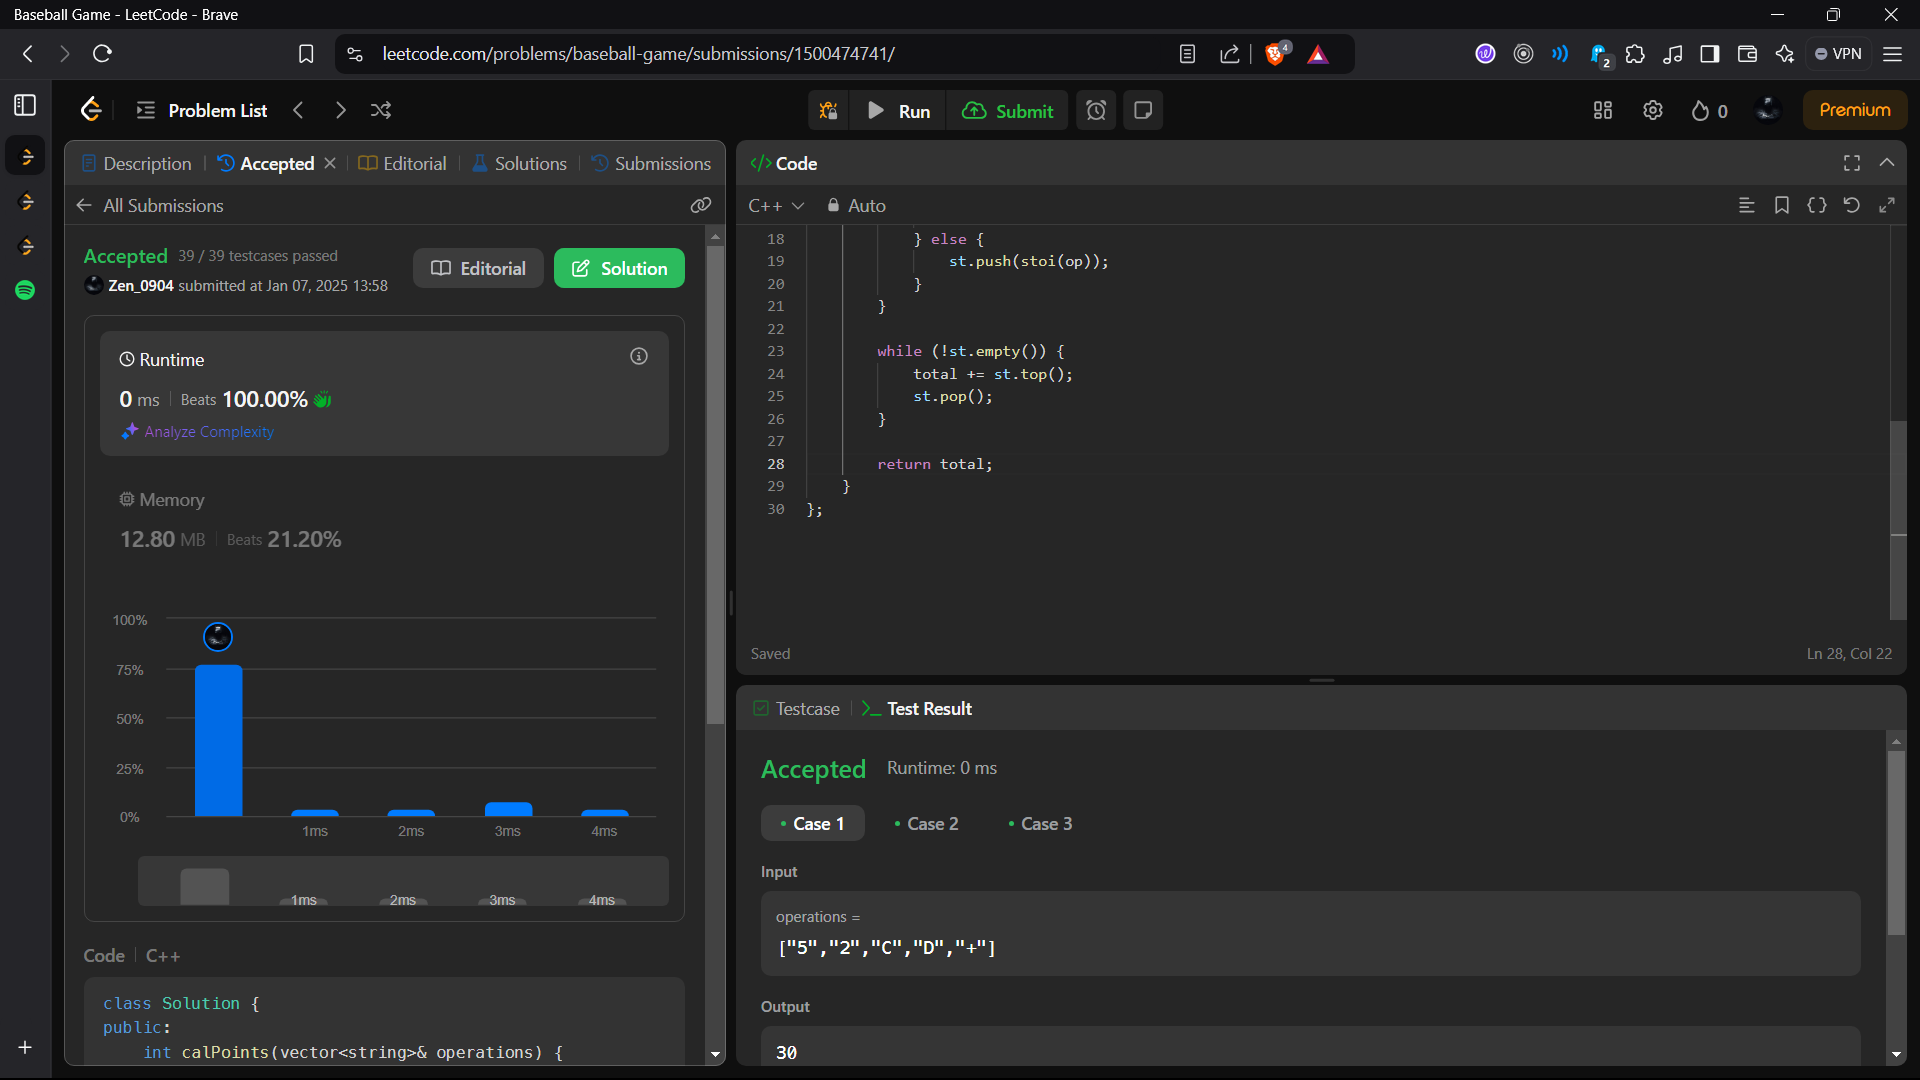 Baseball Game - LeetCode - Brave
leetcode.com/problems/baseball-game/submissions/1500474741/
4
2
VPN
Problem List
Run
Submit
0
Premium
Description
Accepted
Editorial
Solutions
Submissions
All Submissions
Accepted 39 / 39 testcases passed
Zen_0904 submitted at Jan 07, 2025 13:58
Editorial
Solution
Runtime
0 ms Beats 100.00%
Analyze Complexity
Memory
12.80 MB Beats 21.20%
100%
75%
50%
25%
0%
1ms 2ms 3ms 4ms
1ms 2ms 3ms 4ms
Code C++
class Solution {
public:
int calPoints(vector<string>& operations) {
</> Code
C++ Auto
18 } else {
19 st.push(stoi(op));
20 }
21 }
22
23 while (!st.empty()) {
24 total += st.top();
25 st.pop();
26 }
27
28 return total;
29 }
30 };
Saved
Ln 28, Col 22
Testcase
Test Result
Accepted Runtime: 0 ms
Case 1 Case 2 Case 3
Input
operations =
["5","2","C","D","+"]
Output
30